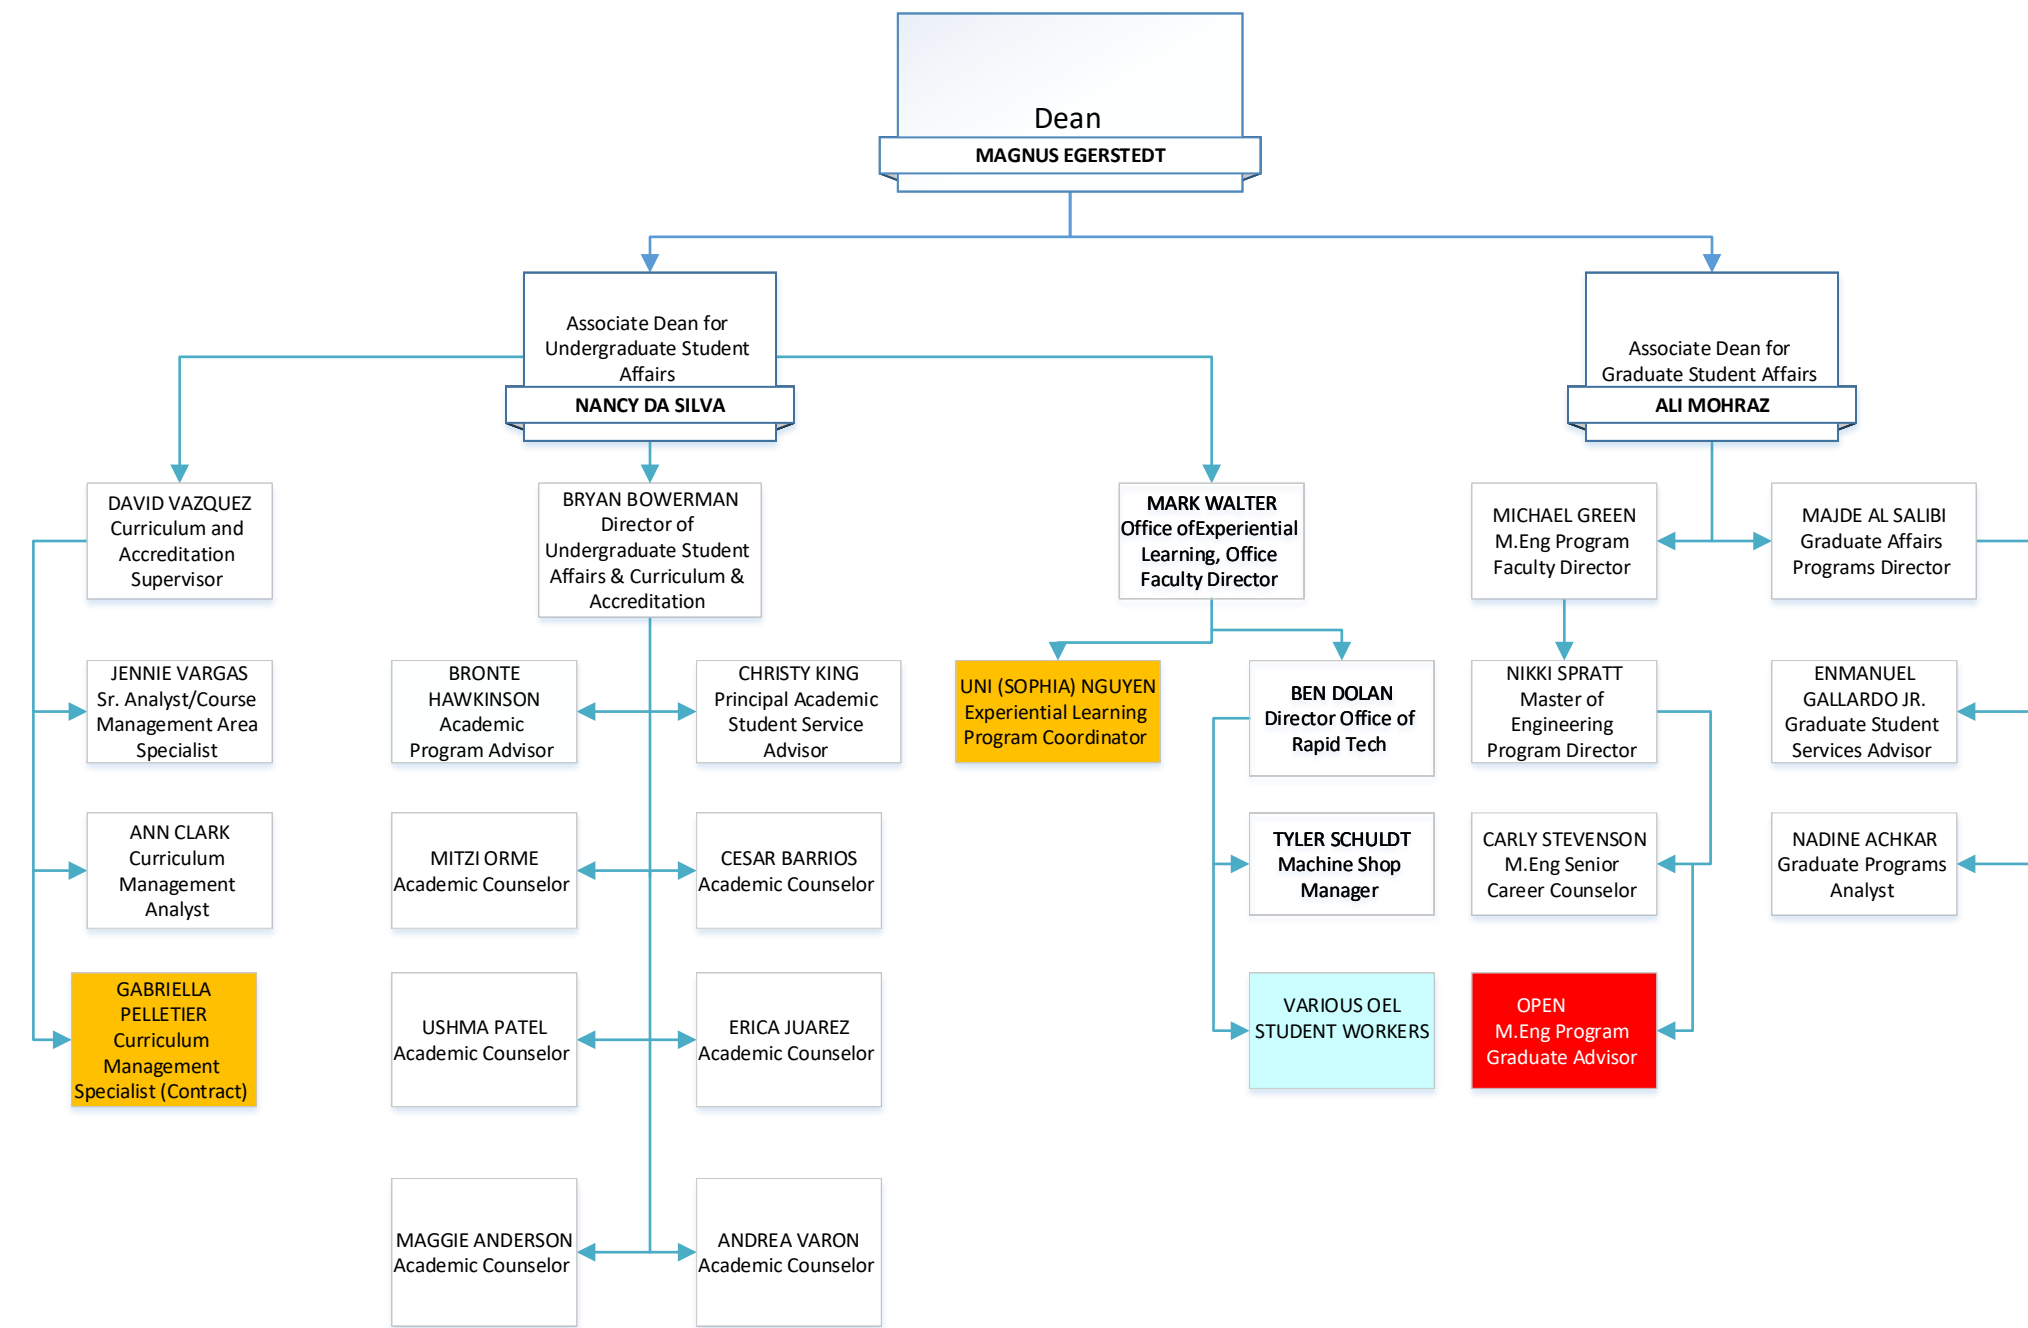 Dean
MAGNUS EGERSTEDT
Associate Dean for
Undergraduate Student
Affairs
NANCY DA SILVA
Associate Dean for
Graduate Student Affairs
ALI MOHRAZ
DAVID VAZQUEZ
Curriculum and
Accreditation
Supervisor
BRYAN BOWERMAN
Director of
Undergraduate Student
Affairs & Curriculum &
Accreditation
MARK WALTER
Office ofExperiential
Learning, Office
Faculty Director
MICHAEL GREEN
M.Eng Program
Faculty Director
MAJDE AL SALIBI
Graduate Affairs
Programs Director
JENNIE VARGAS
Sr. Analyst/Course
Management Area
Specialist
BRONTE
HAWKINSON
Academic
Program Advisor
CHRISTY KING
Principal Academic
Student Service
Advisor
UNI (SOPHIA) NGUYEN
Experiential Learning
Program Coordinator
BEN DOLAN
Director Office of
Rapid Tech
NIKKI SPRATT
Master of
Engineering
Program Director
ENMANUEL
GALLARDO JR.
Graduate Student
Services Advisor
ANN CLARK
Curriculum
Management
Analyst
MITZI ORME
Academic Counselor
CESAR BARRIOS
Academic Counselor
TYLER SCHULDT
Machine Shop
Manager
CARLY STEVENSON
M.Eng Senior
Career Counselor
NADINE ACHKAR
Graduate Programs
Analyst
GABRIELLA
PELLETIER
Curriculum
Management
Specialist (Contract)
USHMA PATEL
Academic Counselor
ERICA JUAREZ
Academic Counselor
VARIOUS OEL
STUDENT WORKERS
OPEN
M.Eng Program
Graduate Advisor
MAGGIE ANDERSON
Academic Counselor
ANDREA VARON
Academic Counselor